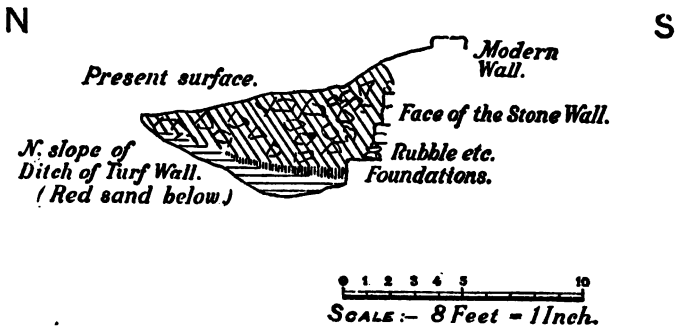 N
S
Modern
Wall.
Present surface.
Face of the Stone Wall.
N. slope of
Ditch of Turf Wall.
(Red sand below.)
Rubble etc.
Foundations.
0 1 2 3 4 5 10
SCALE:- 8 Feet = 1 Inch.